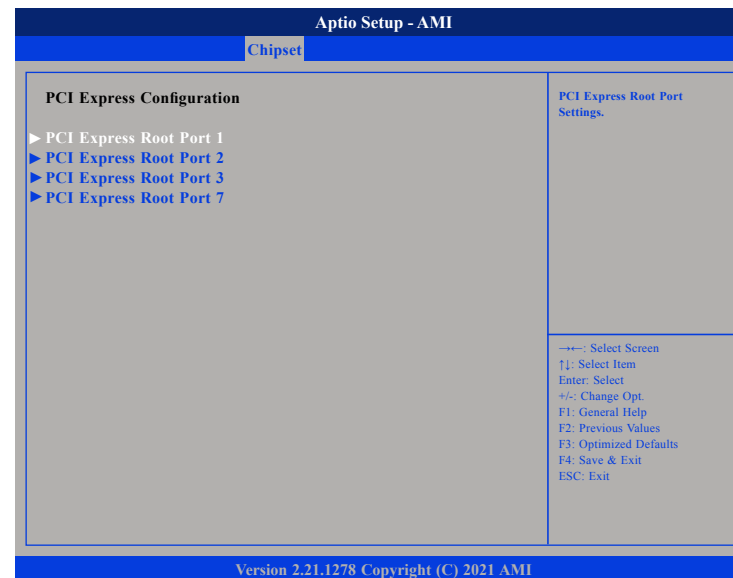 Aptio Setup - AMI
Chipset
PCI Express Configuration
▶ PCI Express Root Port 1
▶ PCI Express Root Port 2
▶ PCI Express Root Port 3
▶ PCI Express Root Port 7
PCI Express Root Port
Settings.
→←: Select Screen
↑↓: Select Item
Enter: Select
+/-: Change Opt.
F1: General Help
F2: Previous Values
F3: Optimized Defaults
F4: Save & Exit
ESC: Exit
Version 2.21.1278 Copyright (C) 2021 AMI